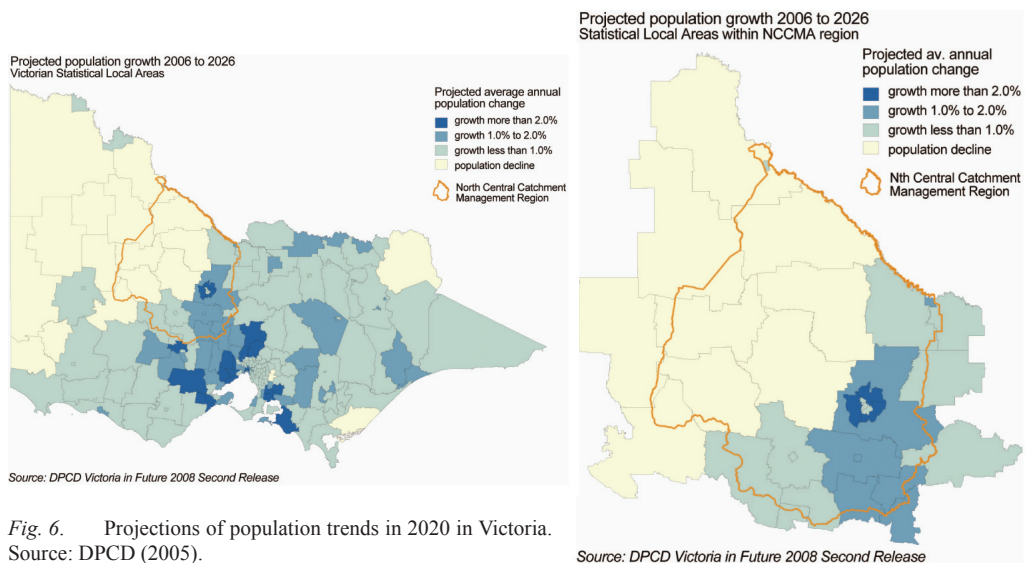 Projected population growth 2006 to 2026
Victorian Statistical Local Areas
Projected average annual
population change
growth more than 2.0%
growth 1.0% to 2.0%
growth less than 1.0%
population decline
North Central Catchment
Management Region
Source: DPCD Victoria in Future 2008 Second Release
Fig. 6. Projections of population trends in 2020 in Victoria.
Source: DPCD (2005).
Projected population growth 2006 to 2026
Statistical Local Areas within NCCMA region
Projected av. annual
population change
growth more than 2.0%
growth 1.0% to 2.0%
growth less than 1.0%
population decline
Nth Central Catchment
Management Region
Source: DPCD Victoria in Future 2008 Second Release